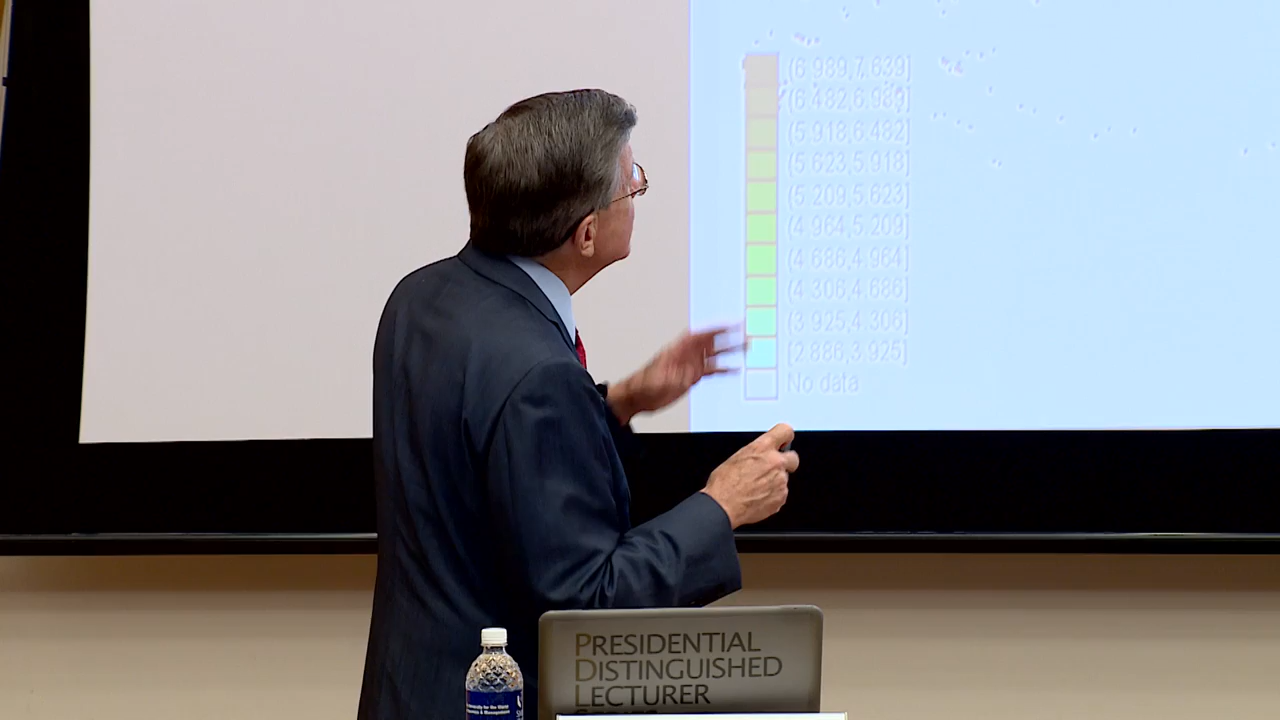 (6.989,7.639]
(6.482,6.989]
(5.918,6.482]
(5.623,5.918]
(5.209,5.623]
(4.964,5.209]
(4.686,4.964]
(4.306,4.686]
(3.925,4.306]
[2.886,3.925]
No data
PRESIDENTIAL
DISTINGUISHED
LECTURER
SERIES